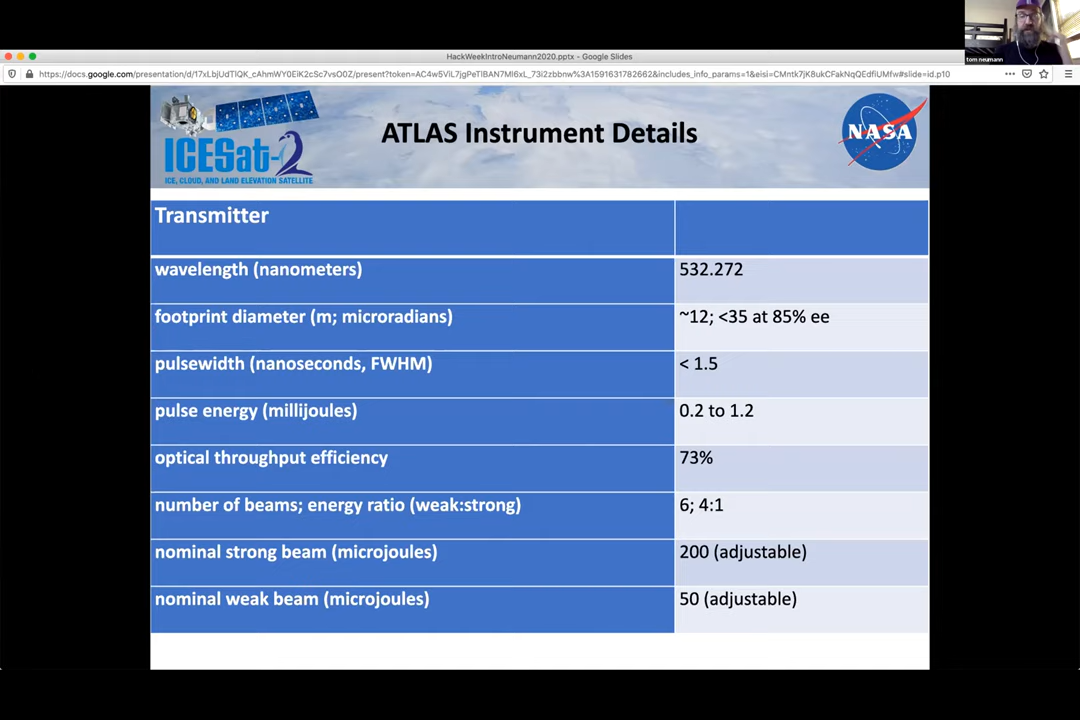 tom neumann
HackWeekIntroNeumann2020.pptx - Google Slides
ICESat-2
ICE, CLOUD, AND LAND ELEVATION SATELLITE
ATLAS Instrument Details
NASA
Transmitter
wavelength (nanometers) 532.272
footprint diameter (m; microradians) ~12; <35 at 85% ee
pulsewidth (nanoseconds, FWHM) < 1.5
pulse energy (millijoules) 0.2 to 1.2
optical throughput efficiency 73%
number of beams; energy ratio (weak:strong) 6; 4:1
nominal strong beam (microjoules) 200 (adjustable)
nominal weak beam (microjoules) 50 (adjustable)